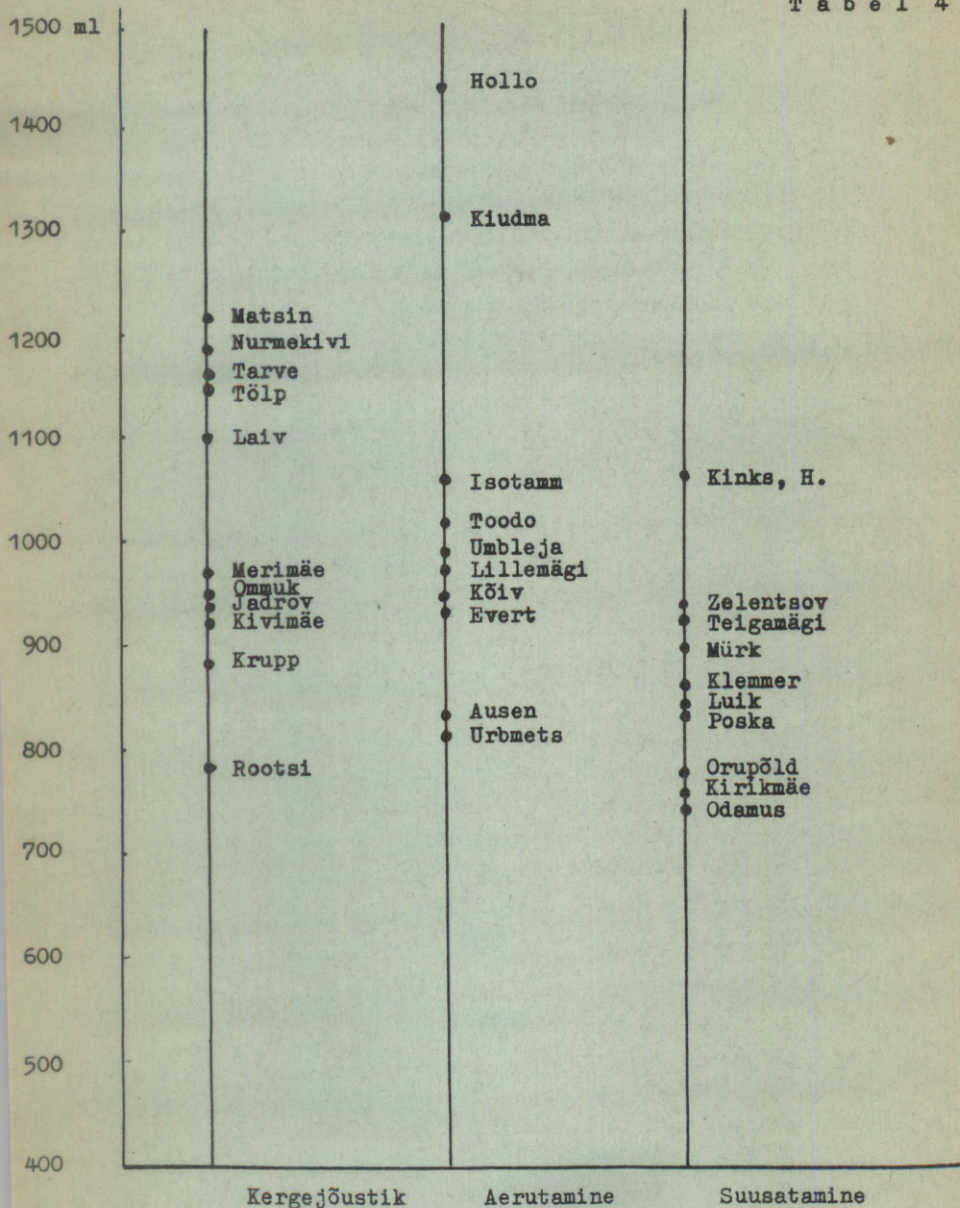 T a b e l 4
1500 ml
Hollo
1400
1300
Kiudma
Matsin
1200
Nurmekivi
Tarve
Tölp
1100
Laiv
Isotamm
Kinks, H.
Toodo
1000
Umbleja
Merimäe
Lillemägi
Ommuk
Kõiv
Jadrov
Zelentsov
Kivimäe
Evert
Teigamägi
900
Mürk
Krupp
Klemmer
Luik
Ausen
Poska
800
Urbmets
Rootsi
Orupõld
Kirikmäe
Odamus
700
600
500
400
Kergejõustik Aerutamine Suusatamine